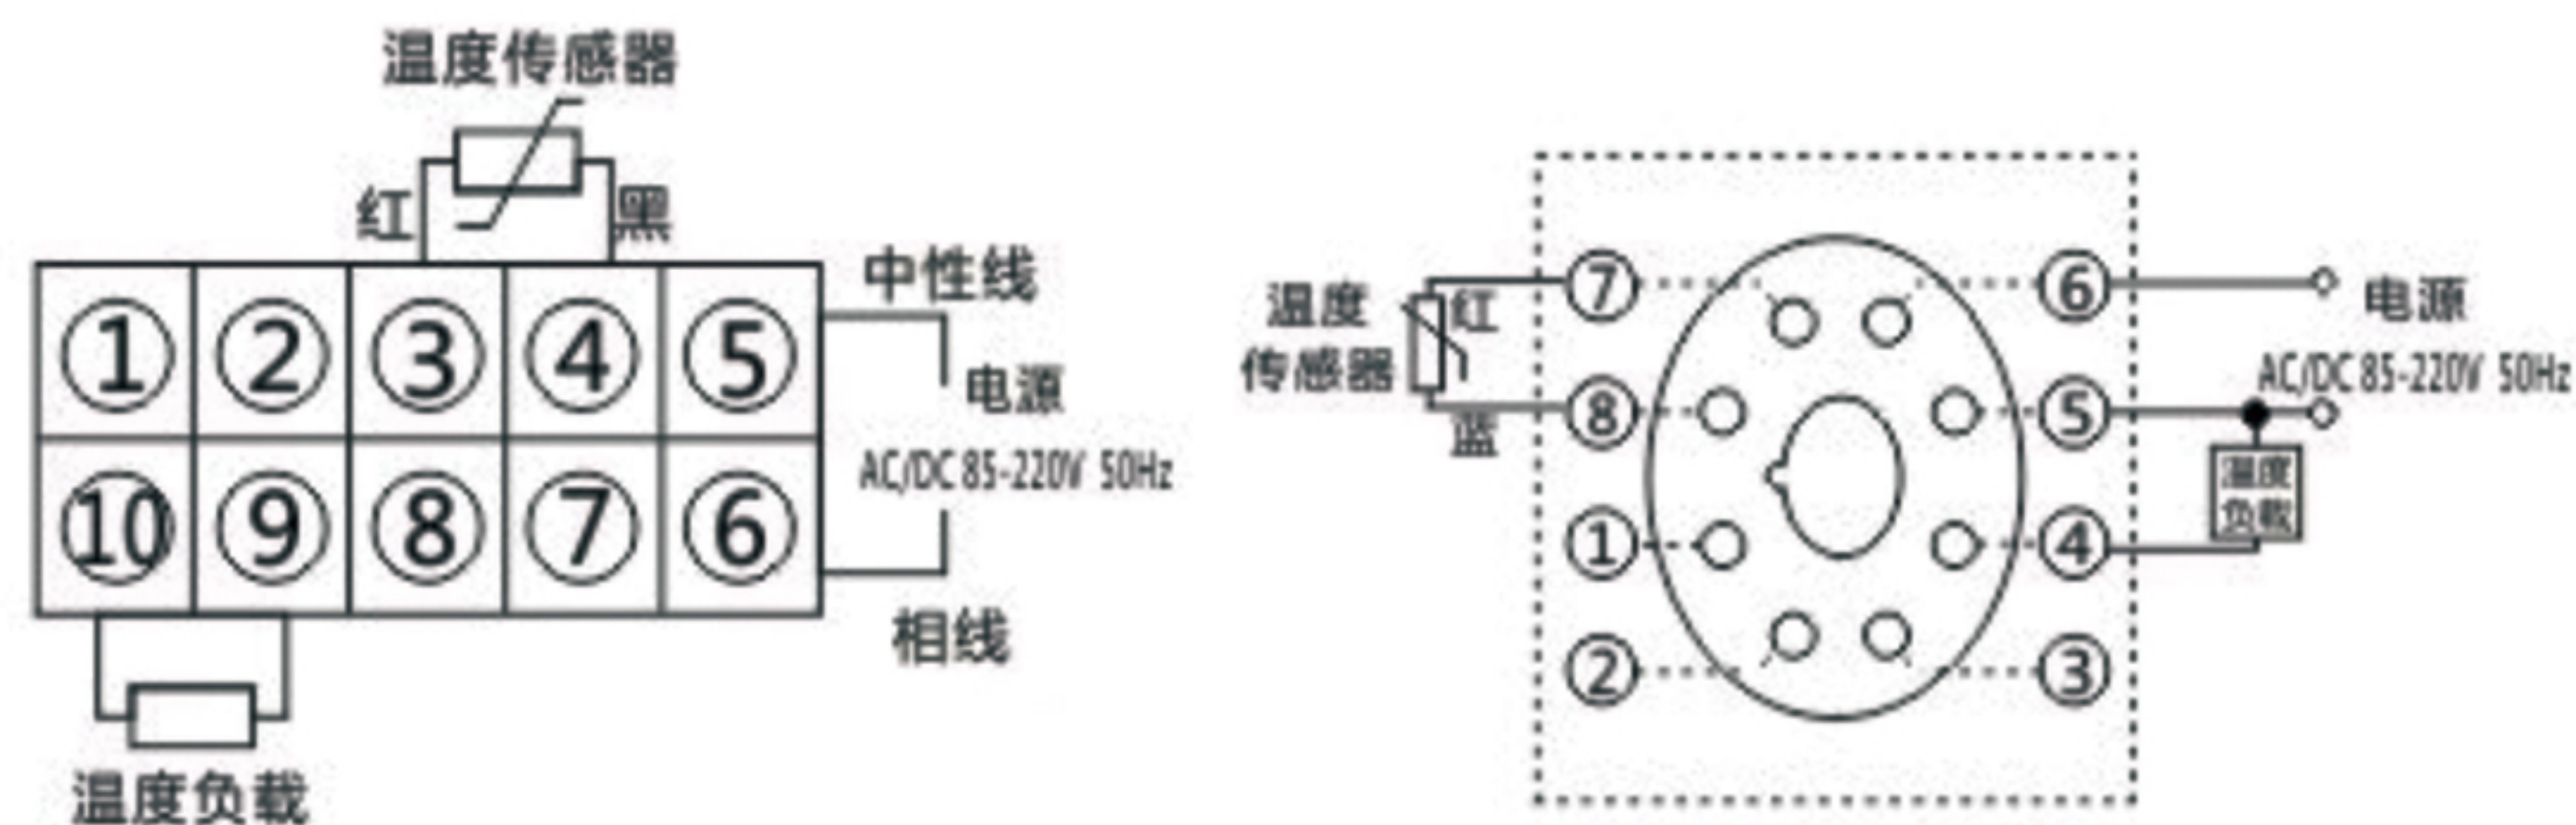 温度传感器
红
黑
① ② ③ ④ ⑤
⑩ ⑨ ⑧ ⑦ ⑥
中性线
电源
AC/DC 85-220V 50Hz
相线
温度负载
温度
传感器
红
蓝
⑦ ⑥
⑧ ⑤
① ④
② ③
电源
AC/DC 85-220V 50Hz
温度
负载